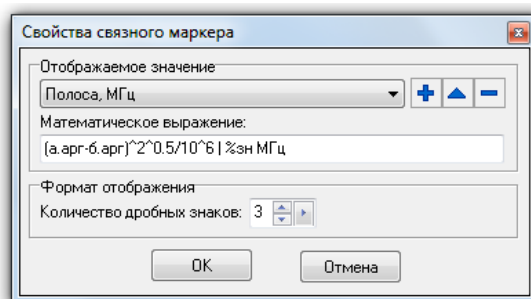 Свойства связного маркера
Отображаемое значение
Полоса, МГц
Математическое выражение:
(а.арг-б.арг)^2^0.5/10^6 | %зн МГц
Формат отображения
Количество дробных знаков: 3
OK Отмена